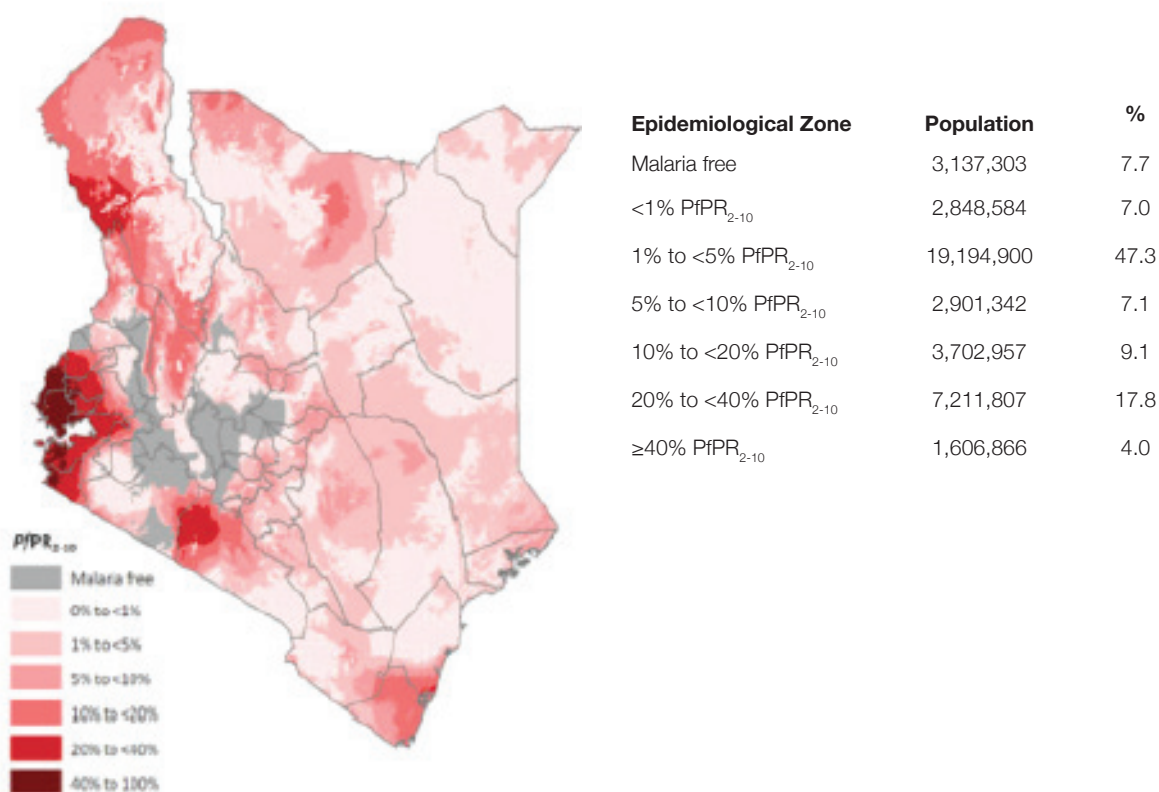 Epidemiological Zone Population %
Malaria free 3,137,303 7.7
<1% PfPR2-10 2,848,584 7.0
1% to <5% PfPR2-10 19,194,900 47.3
5% to <10% PfPR2-10 2,901,342 7.1
10% to <20% PfPR2-10 3,702,957 9.1
20% to <40% PfPR2-10 7,211,807 17.8
≥40% PfPR2-10 1,606,866 4.0
PfPR2-10
Malaria free
0% to <1%
1% to <5%
5% to <10%
10% to <20%
20% to <40%
40% to 100%